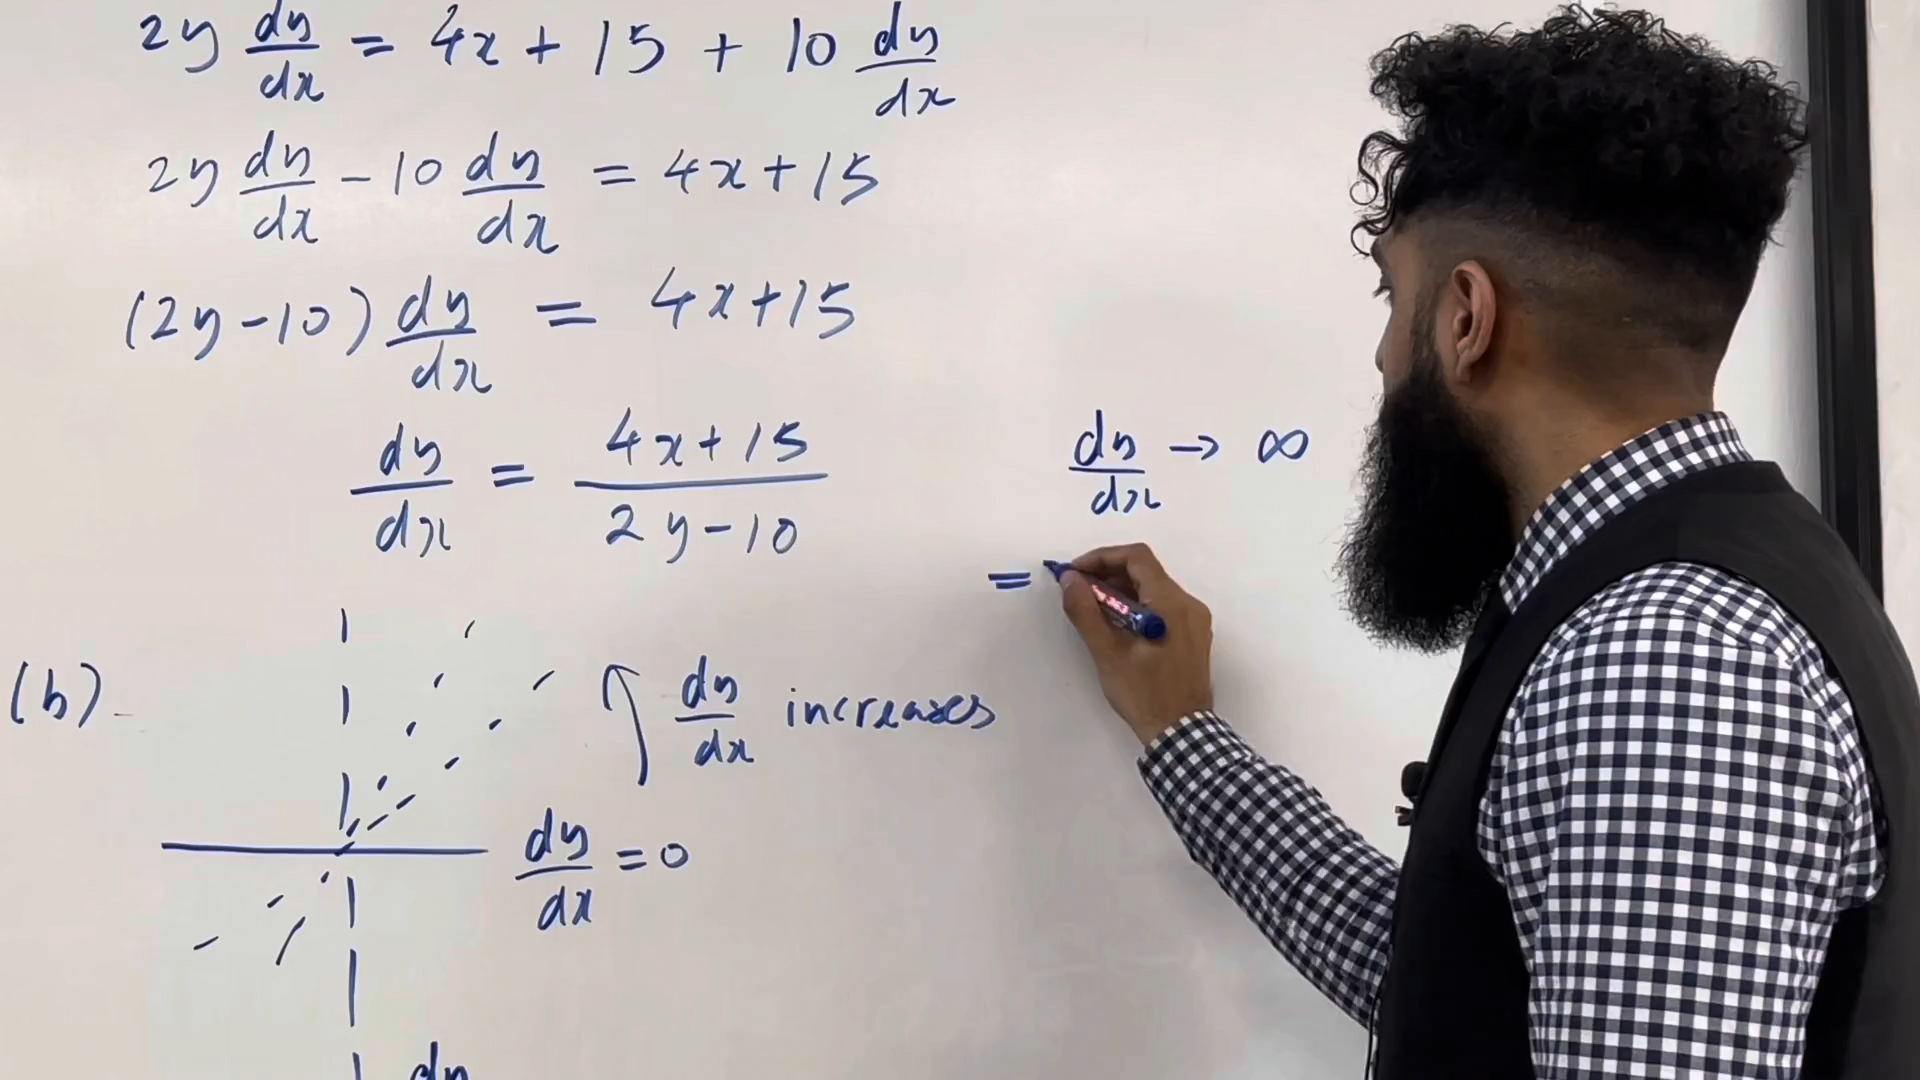 2y dy/dx = 4x + 15 + 10 dy/dx
2y dy/dx - 10 dy/dx = 4x + 15
(2y - 10) dy/dx = 4x + 15
dy/dx = (4x + 15)/(2y - 10)
dy/dx → ∞
=
(b)
dy/dx increases
dy/dx = 0
dy